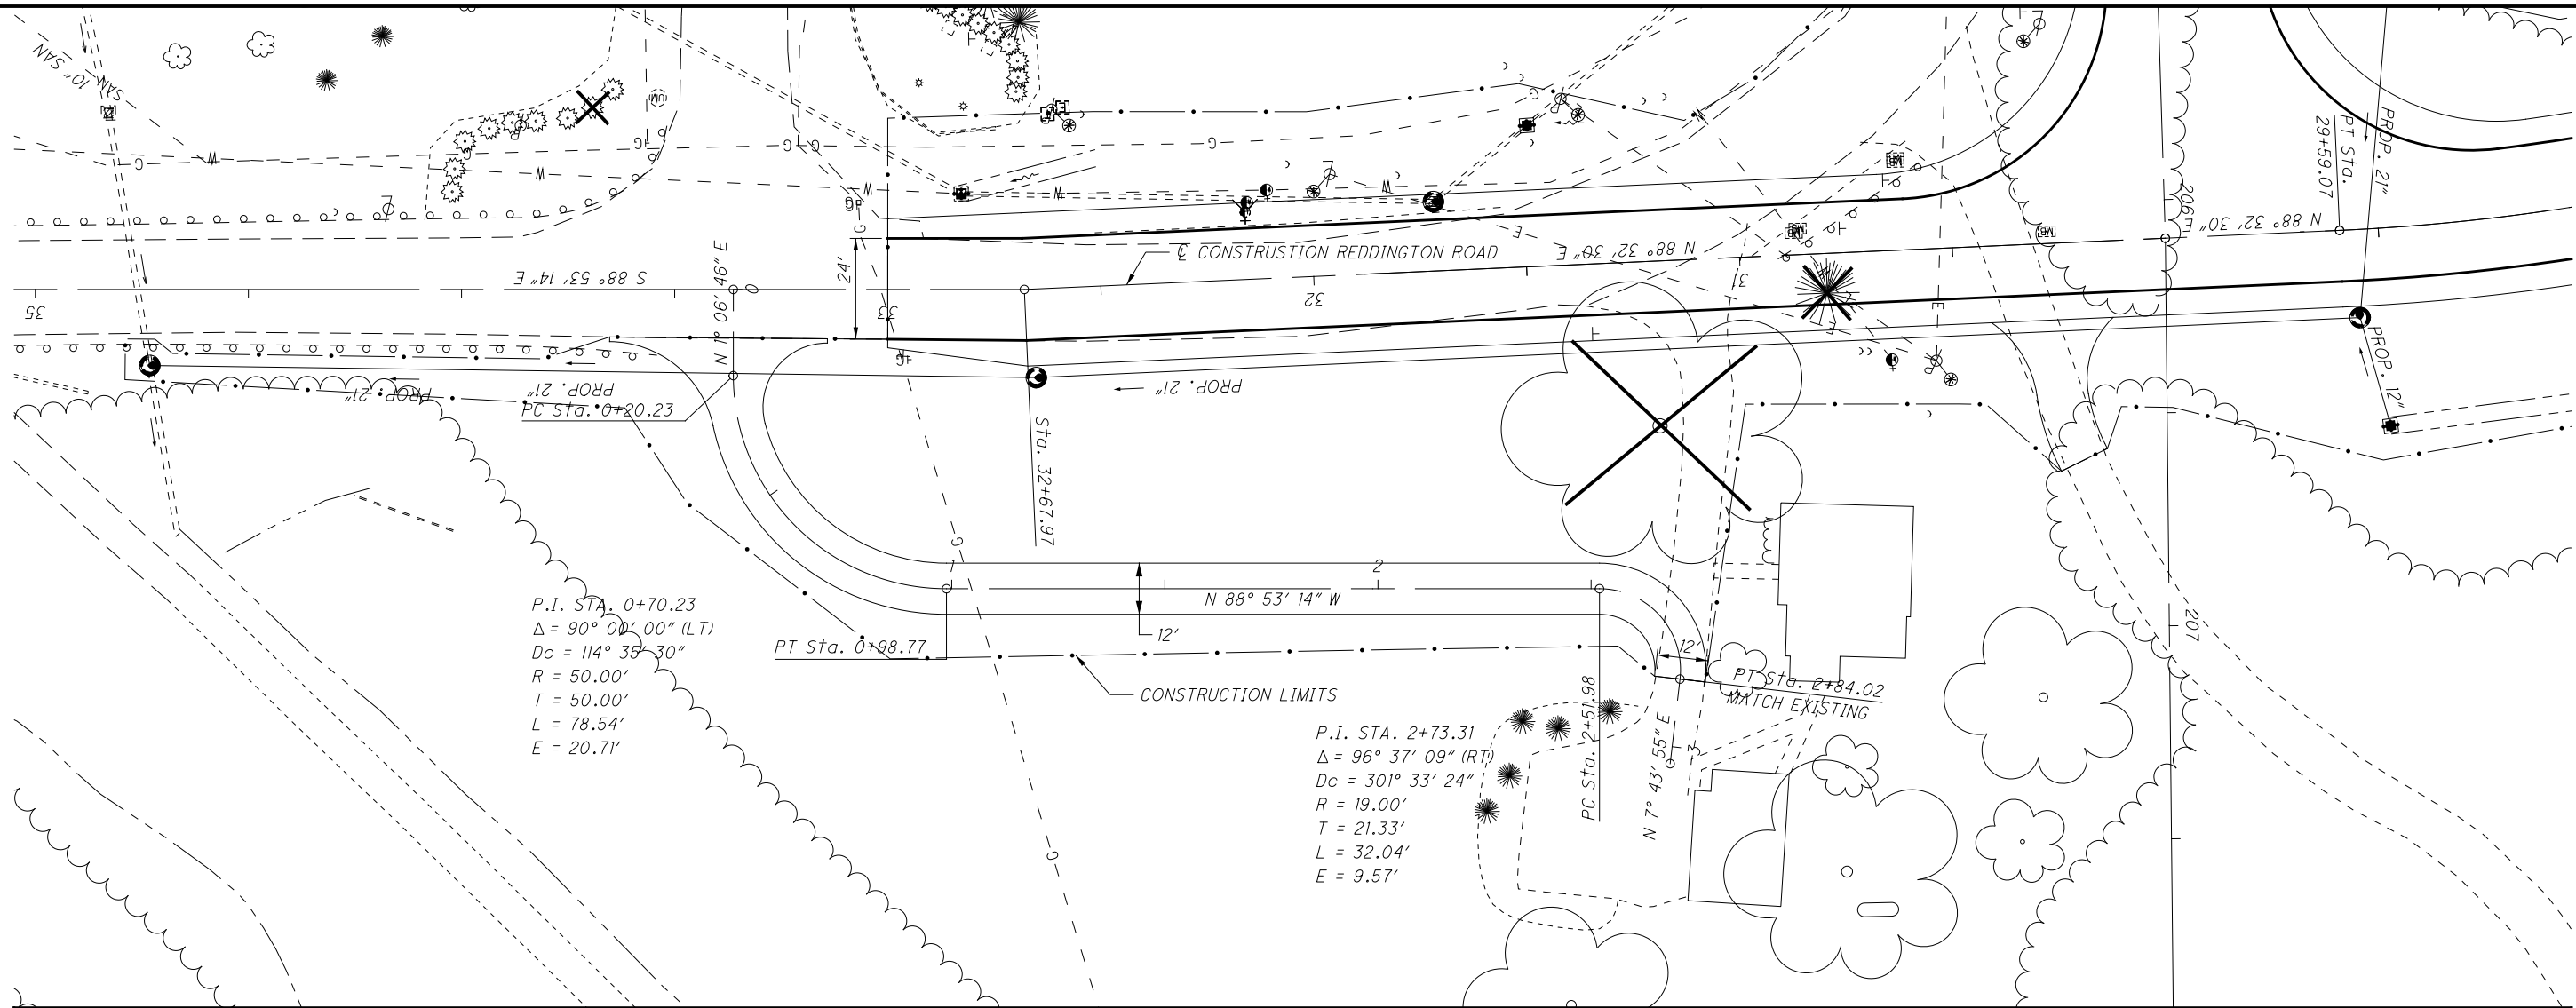 10" SAN
SAN
PROP. 21"
PT Sta.
29+59.07
206
N 88° 32' 30" E
N 88° 32' 30" E
℄ CONSTRUSTION REDDINGTON ROAD
S 88° 53' 14" E
N 1° 06' 46" E
0
24'
35
33
32
31
PROP. 21"
PROP. 21"
PROP. 21"
PROP. 12"
PC Sta. 0+20.23
Sta. 32+67.97
1
2
N 88° 53' 14" W
12'
12'
PT Sta. 0+98.77
CONSTRUCTION LIMITS
P.I. STA. 0+70.23
Δ = 90° 00' 00" (LT)
Dc = 114° 35' 30"
R = 50.00'
T = 50.00'
L = 78.54'
E = 20.71'
PT Sta. 2+84.02
MATCH EXISTING
PC Sta. 2+51.98
N 7° 43' 55" E
3
207
P.I. STA. 2+73.31
Δ = 96° 37' 09" (RT)
Dc = 301° 33' 24"
R = 19.00'
T = 21.33'
L = 32.04'
E = 9.57'